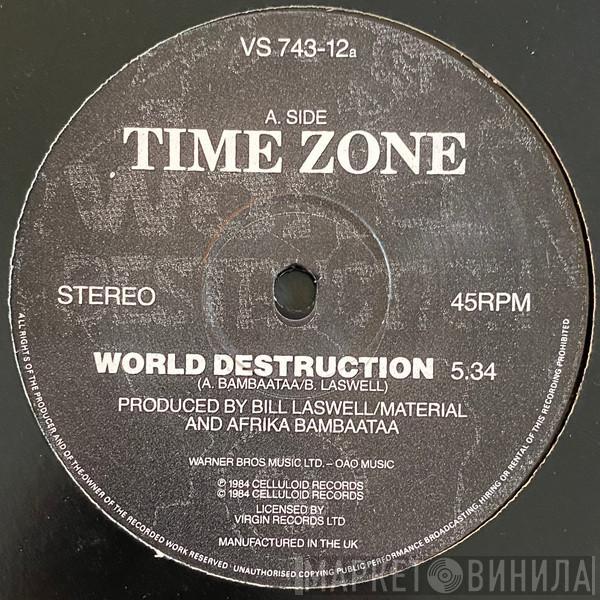 VS 743-12a
A. SIDE
TIME ZONE
WORLD DESTRUCTION
STEREO
45RPM
WORLD DESTRUCTION 5.34
(A. BAMBAATAA/B. LASWELL)
PRODUCED BY BILL LASWELL/MATERIAL
AND AFRIKA BAMBAATAA
WARNER BROS MUSIC LTD. – OAO MUSIC
℗ 1984 CELLULOID RECORDS
© 1984 CELLULOID RECORDS
LICENSED BY
VIRGIN RECORDS LTD
MANUFACTURED IN THE UK
ALL RIGHTS OF THE PRODUCER AND OF THE OWNER OF THE RECORDED WORK RESERVED · UNAUTHORISED COPYING PUBLIC PERFORMANCE BROADCASTING, HIRING OR RENTAL OF THIS RECORDING PROHIBITED
МАРКЕТ ВИНИЛА